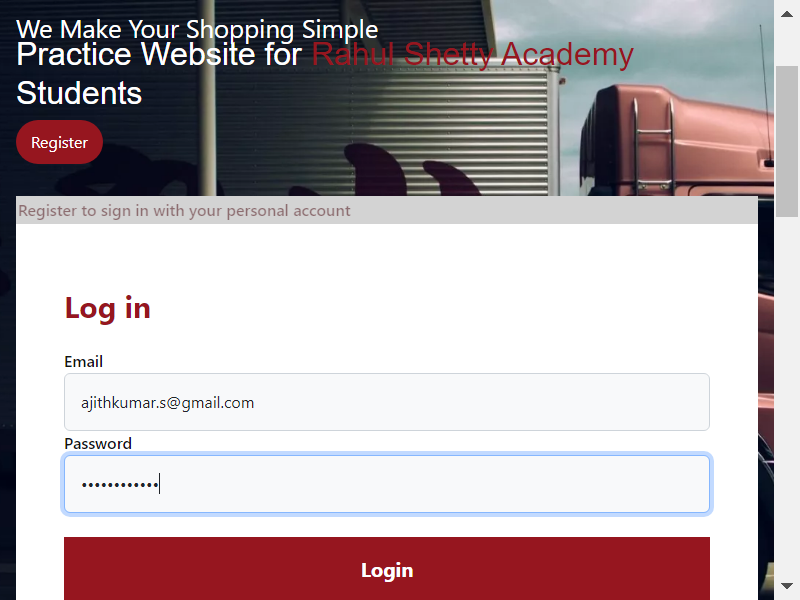 We Make Your Shopping Simple
Practice Website for Rahul Shetty Academy
Students
Register
Register to sign in with your personal account
Log in
Email
ajithkumar.s@gmail.com
Password
••••••••••••
Login